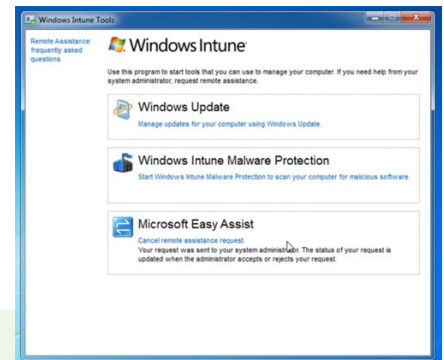 Windows Intune Tools
Remote Assistance:
frequently asked
questions
Windows Intune
Use this program to start tools that you can use to manage your computer. If you need help from your
system administrator, request remote assistance.
Windows Update
Manage updates for your computer using Windows Update.
Windows Intune Malware Protection
Start Windows Intune Malware Protection to scan your computer for malicious software.
Microsoft Easy Assist
Cancel remote assistance request.
Your request was sent to your system administrator. The status of your request is
updated when the administrator accepts or rejects your request.